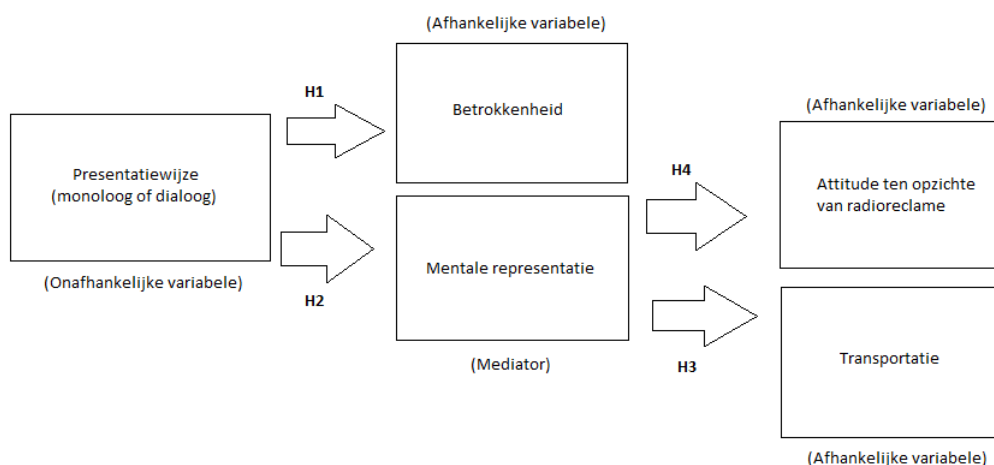 (Afhankelijke variabele)
H1
Betrokkenheid
(Afhankelijke variabele)
Presentatiewijze
(monoloog of dialoog)
H4
Attitude ten opzichte
van radioreclame
Mentale representatie
(Onafhankelijke variabele)
H2
(Mediator)
H3
Transportatie
(Afhankelijke variabele)